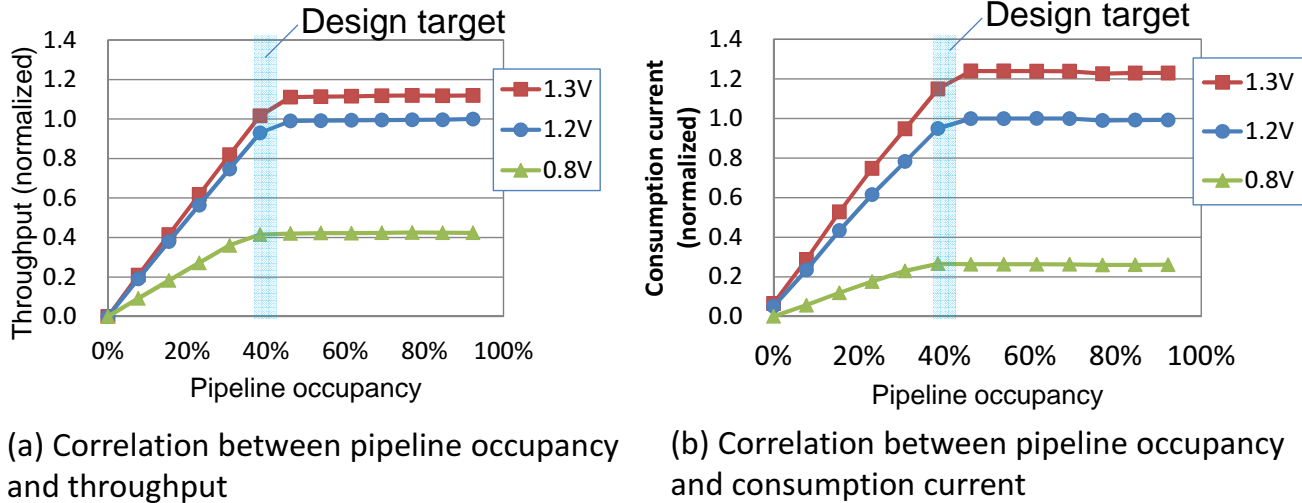 Design target
Throughput (normalized)
1.4
1.2
1.0
0.8
0.6
0.4
0.2
0.0
0%
20%
40%
60%
80%
100%
Pipeline occupancy
1.3V
1.2V
0.8V
(a) Correlation between pipeline occupancy
and throughput
Design target
Consumption current
(normalized)
1.4
1.2
1.0
0.8
0.6
0.4
0.2
0.0
0%
20%
40%
60%
80%
100%
Pipeline occupancy
1.3V
1.2V
0.8V
(b) Correlation between pipeline occupancy
and consumption current